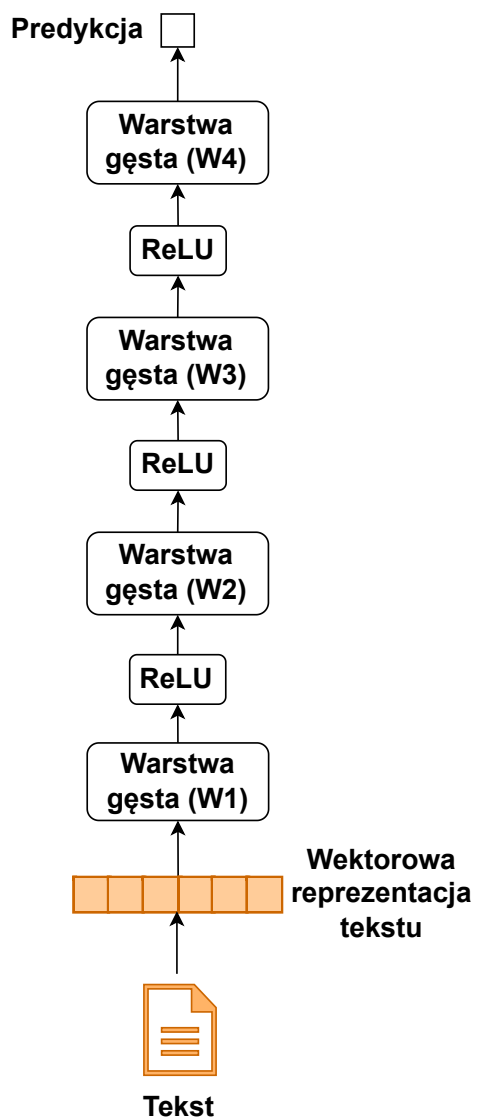 Predykcja
Warstwa
gęsta (W4)
ReLU
Warstwa
gęsta (W3)
ReLU
Warstwa
gęsta (W2)
ReLU
Warstwa
gęsta (W1)
Wektorowa
reprezentacja
tekstu
Tekst